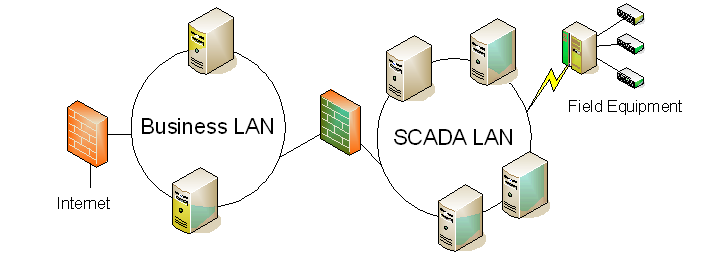 Business LAN
SCADA LAN
Field Equipment
Internet